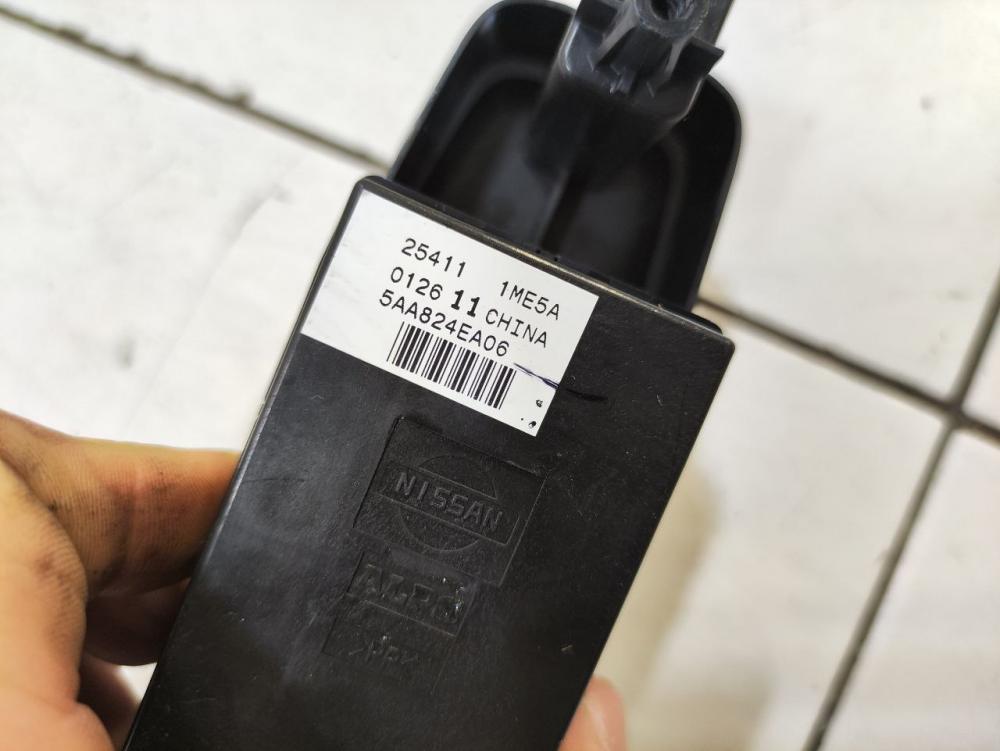 25411 1ME5A
0126 11 CHINA
5AA824EA06
NISSAN